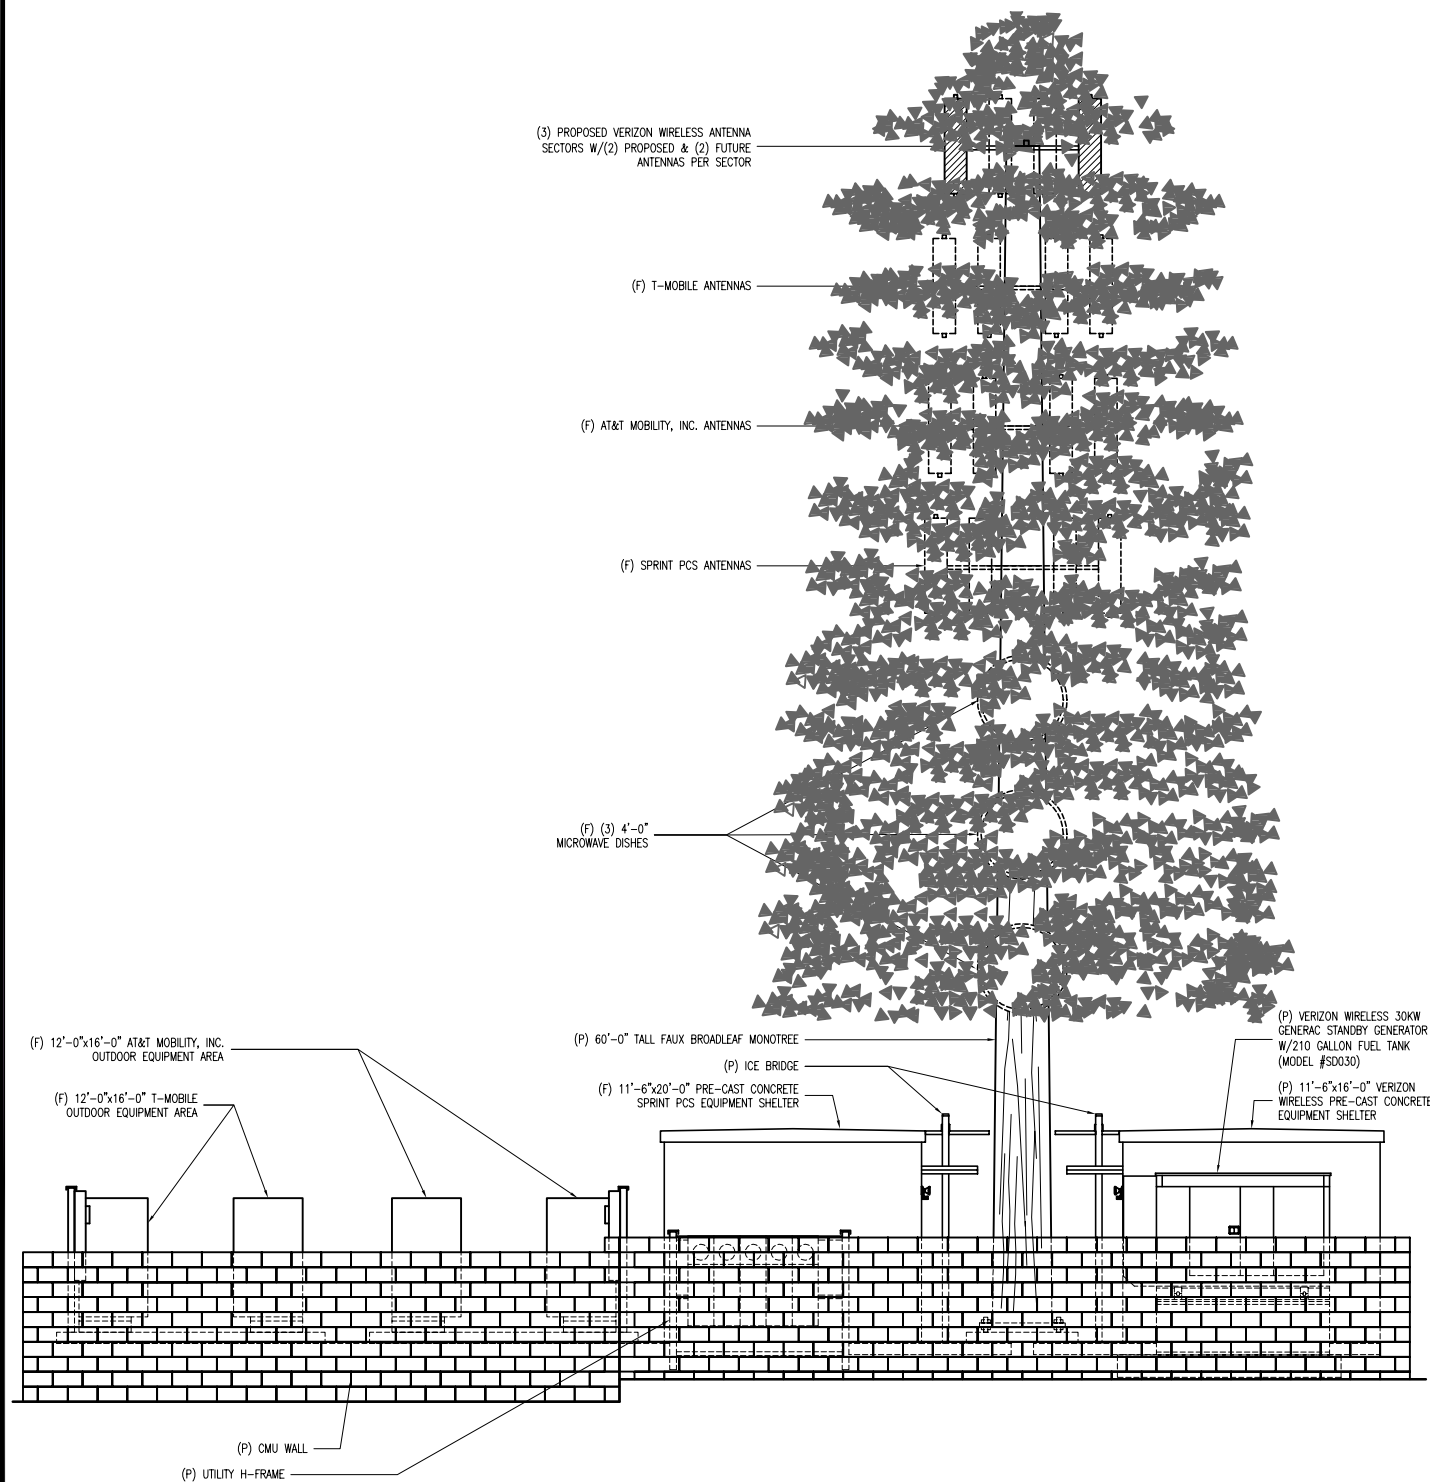 (3) PROPOSED VERIZON WIRELESS ANTENNA
SECTORS W/(2) PROPOSED & (2) FUTURE
ANTENNAS PER SECTOR
(F) T-MOBILE ANTENNAS
(F) AT&T MOBILITY, INC. ANTENNAS
(F) SPRINT PCS ANTENNAS
(F) (3) 4'-0"
MICROWAVE DISHES
(F) 12'-0"x16'-0" AT&T MOBILITY, INC.
OUTDOOR EQUIPMENT AREA
(F) 12'-0"x16'-0" T-MOBILE
OUTDOOR EQUIPMENT AREA
(P) 60'-0" TALL FAUX BROADLEAF MONOTREE
(P) ICE BRIDGE
(F) 11'-6"x20'-0" PRE-CAST CONCRETE
SPRINT PCS EQUIPMENT SHELTER
(P) VERIZON WIRELESS 30KW
GENERAC STANDBY GENERATOR
W/210 GALLON FUEL TANK
(MODEL #SD030)
(P) 11'-6"x16'-0" VERIZON
WIRELESS PRE-CAST CONCRETE
EQUIPMENT SHELTER
(P) CMU WALL
(P) UTILITY H-FRAME